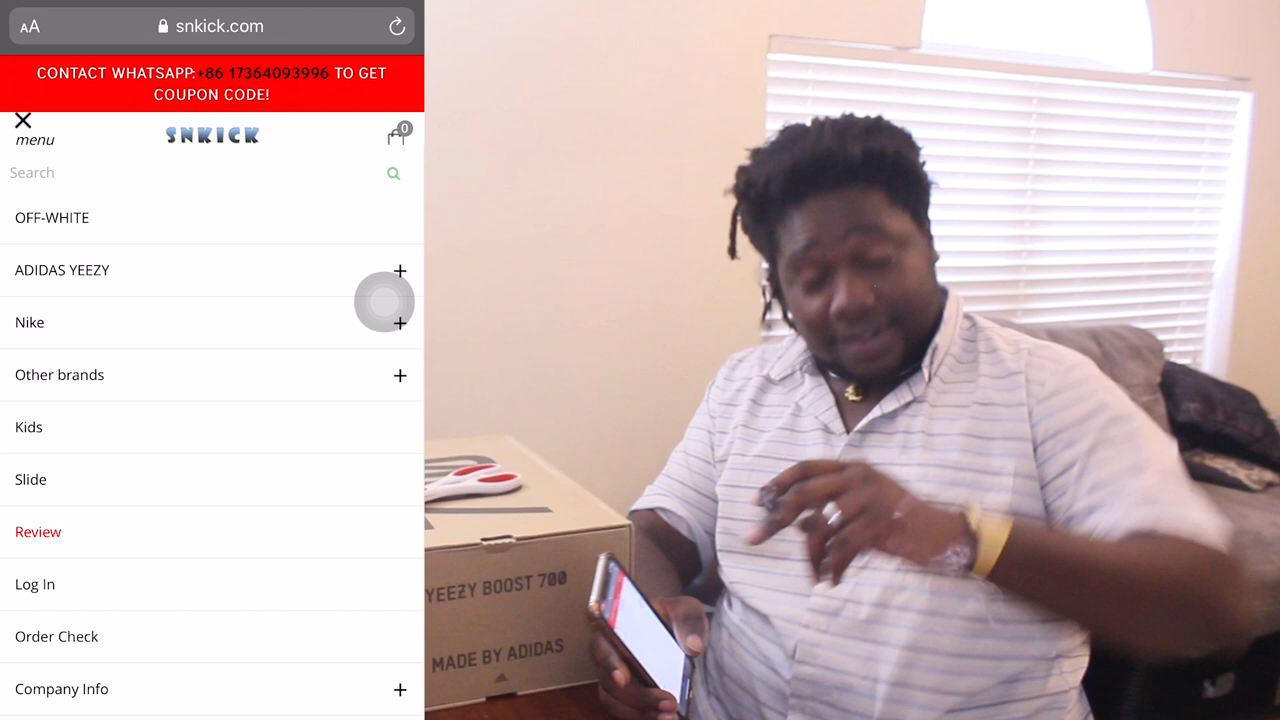 AA
snkick.com
CONTACT WHATSAPP:+86 17364093996 TO GET
COUPON CODE!
menu
SNKICK
0
Search
OFF-WHITE
ADIDAS YEEZY
Nike
Other brands
Kids
Slide
Review
Log In
Order Check
Company Info
YEEZY BOOST 700
MADE BY ADIDAS